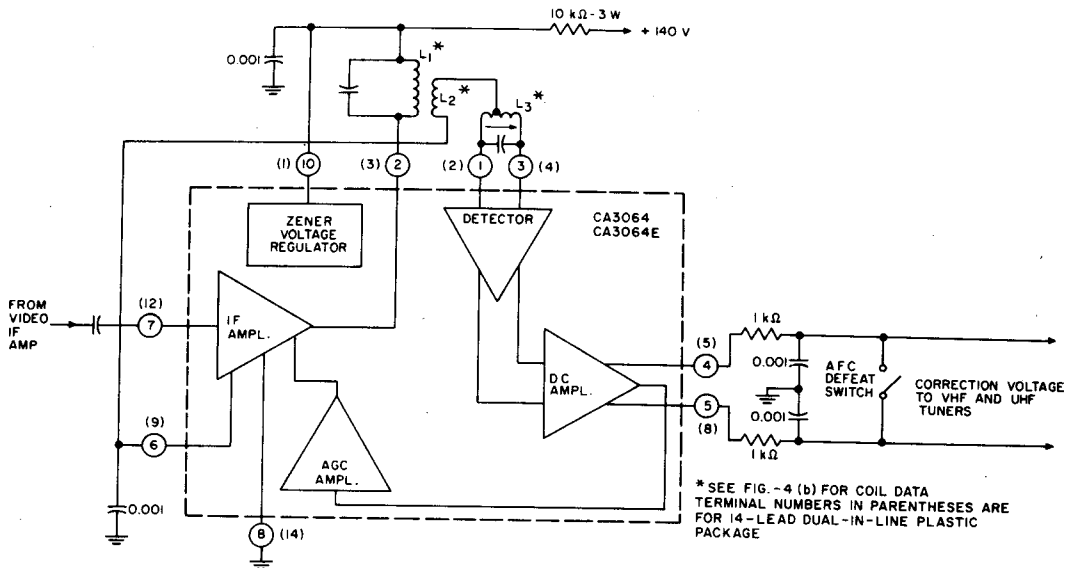 10 kΩ-3 W
+ 140 V
0.001
L1*
L2*
L3*
(1) 10
(3) 2
(2) 1
3 (4)
ZENER
VOLTAGE
REGULATOR
DETECTOR
CA3064
CA3064E
FROM
VIDEO
IF
AMP
(12)
7
IF
AMPL.
(9)
6
0.001
AGC
AMPL.
8 (14)
DC
AMPL.
(5)
4
5
(8)
1 kΩ
0.001
0.001
1 kΩ
AFC
DEFEAT
SWITCH
CORRECTION VOLTAGE
TO VHF AND UHF
TUNERS
*SEE FIG.-4 (b) FOR COIL DATA
TERMINAL NUMBERS IN PARENTHESES ARE
FOR 14-LEAD DUAL-IN-LINE PLASTIC
PACKAGE